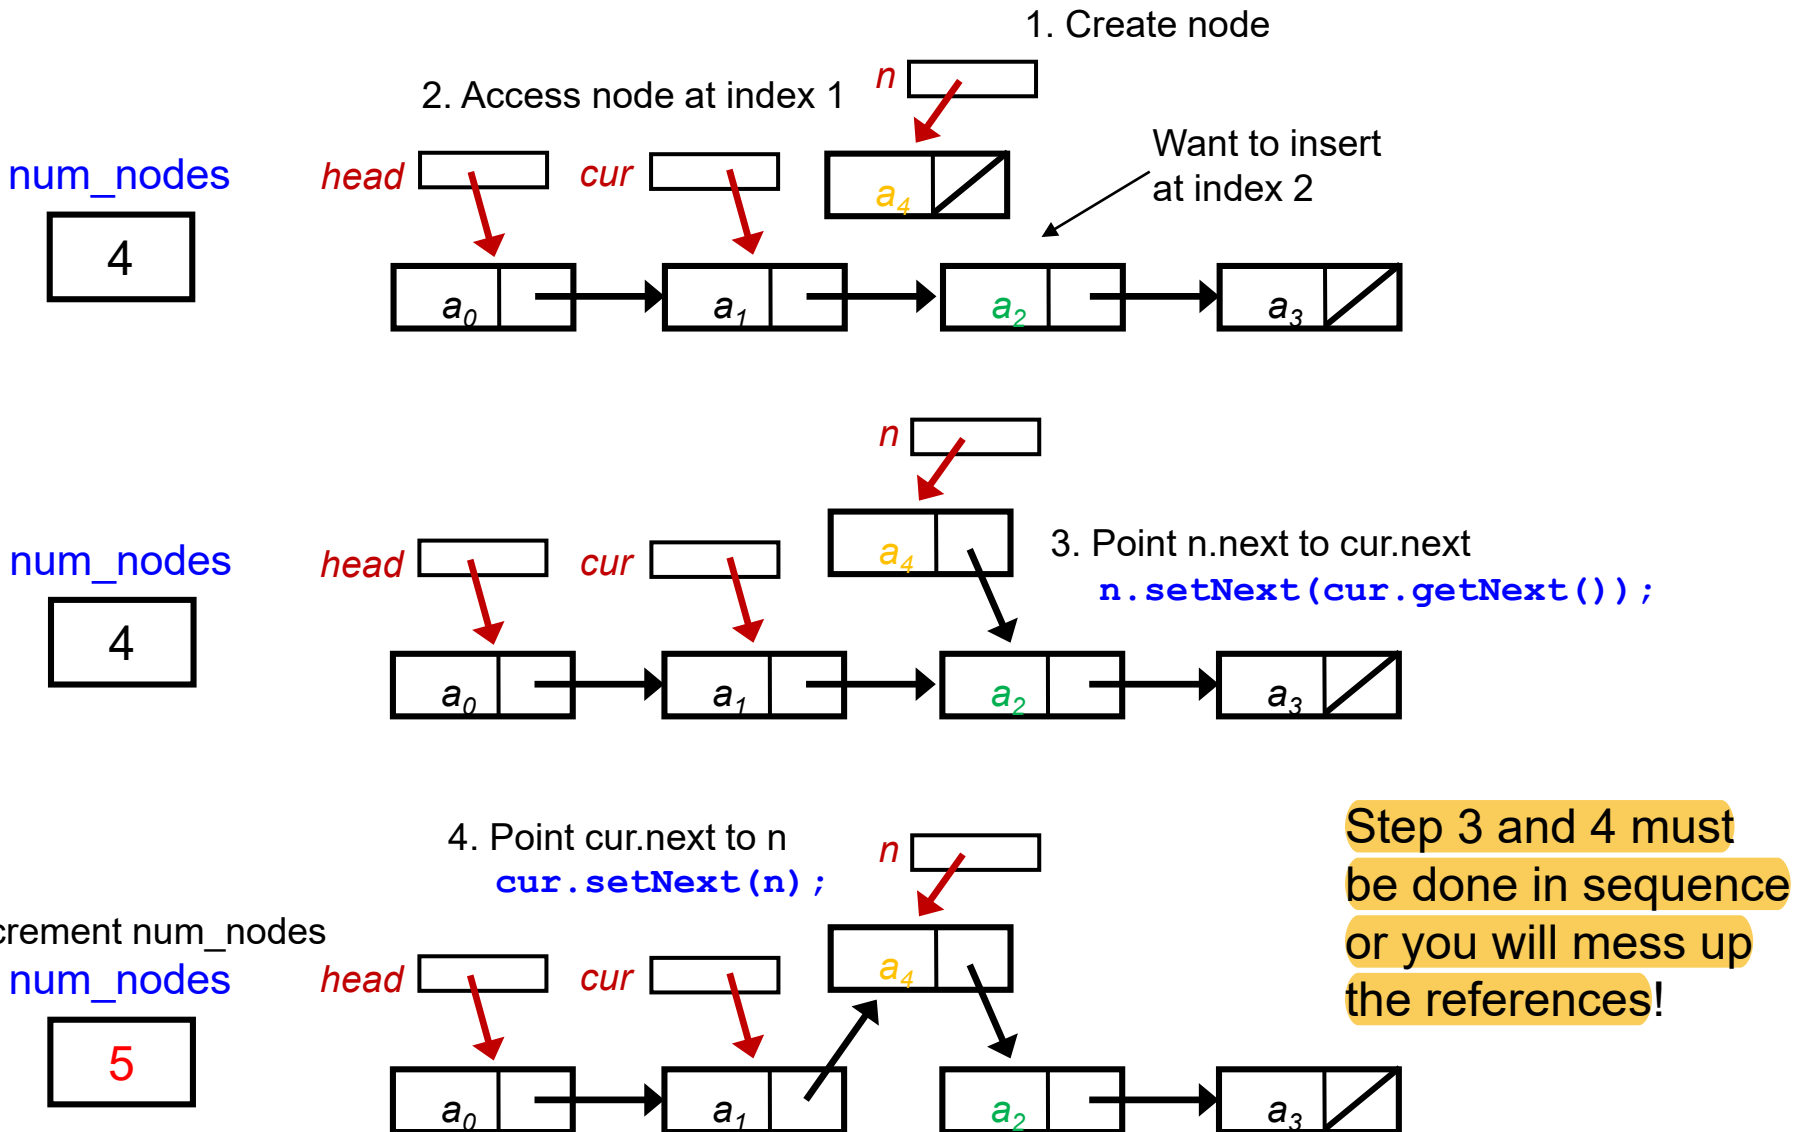 1. Create node
n
2. Access node at index 1
Want to insert
at index 2
num_nodes
head
cur
a4
4
a0
a1
a2
a3
n
num_nodes
head
cur
a4
3. Point n.next to cur.next
n.setNext(cur.getNext());
4
a0
a1
a2
a3
4. Point cur.next to n
cur.setNext(n);
n
Step 3 and 4 must
be done in sequence
or you will mess up
the references!
crement num_nodes
num_nodes
head
cur
a4
5
a0
a1
a2
a3